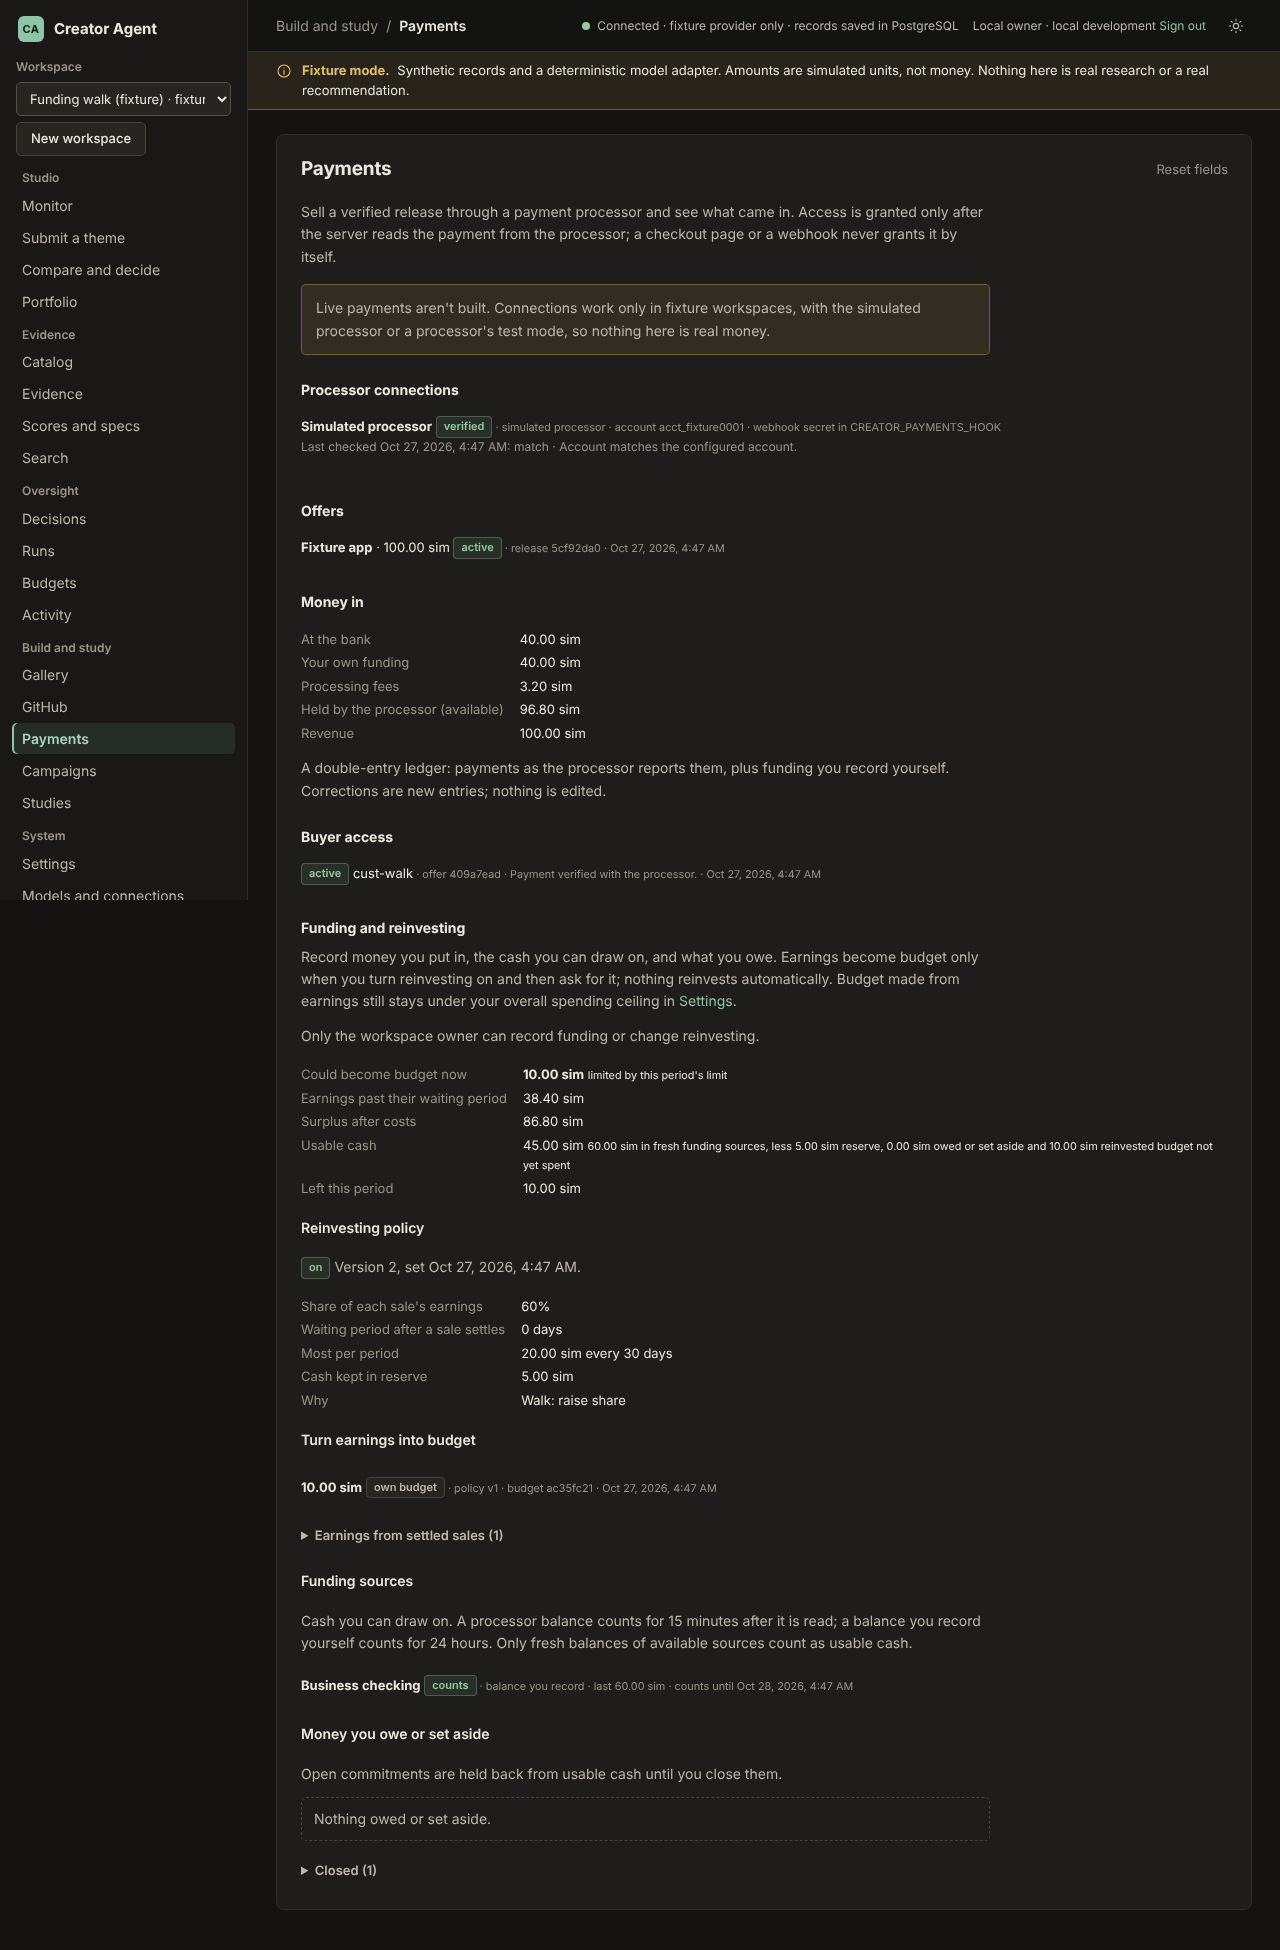 CA Creator Agent
Workspace
Funding walk (fixture) · fixtur
New workspace
Studio
Monitor
Submit a theme
Compare and decide
Portfolio
Evidence
Catalog
Evidence
Scores and specs
Search
Oversight
Decisions
Runs
Budgets
Activity
Build and study
Gallery
GitHub
Payments
Campaigns
Studies
System
Settings
Models and connections
Build and study / Payments
Connected · fixture provider only · records saved in PostgreSQL
Local owner · local development Sign out
Fixture mode. Synthetic records and a deterministic model adapter. Amounts are simulated units, not money. Nothing here is real research or a real
recommendation.
Payments
Reset fields
Sell a verified release through a payment processor and see what came in. Access is granted only after
the server reads the payment from the processor; a checkout page or a webhook never grants it by
itself.
Live payments aren't built. Connections work only in fixture workspaces, with the simulated
processor or a processor's test mode, so nothing here is real money.
Processor connections
Simulated processor verified · simulated processor · account acct_fixture0001 · webhook secret in CREATOR_PAYMENTS_HOOK
Last checked Oct 27, 2026, 4:47 AM: match · Account matches the configured account.
Offers
Fixture app · 100.00 sim active · release 5cf92da0 · Oct 27, 2026, 4:47 AM
Money in
At the bank 40.00 sim
Your own funding 40.00 sim
Processing fees 3.20 sim
Held by the processor (available) 96.80 sim
Revenue 100.00 sim
A double-entry ledger: payments as the processor reports them, plus funding you record yourself.
Corrections are new entries; nothing is edited.
Buyer access
active cust-walk · offer 409a7ead · Payment verified with the processor. · Oct 27, 2026, 4:47 AM
Funding and reinvesting
Record money you put in, the cash you can draw on, and what you owe. Earnings become budget only
when you turn reinvesting on and then ask for it; nothing reinvests automatically. Budget made from
earnings still stays under your overall spending ceiling in Settings.
Only the workspace owner can record funding or change reinvesting.
Could become budget now 10.00 sim limited by this period's limit
Earnings past their waiting period 38.40 sim
Surplus after costs 86.80 sim
Usable cash 45.00 sim 60.00 sim in fresh funding sources, less 5.00 sim reserve, 0.00 sim owed or set aside and 10.00 sim reinvested budget not
yet spent
Left this period 10.00 sim
Reinvesting policy
on Version 2, set Oct 27, 2026, 4:47 AM.
Share of each sale's earnings 60%
Waiting period after a sale settles 0 days
Most per period 20.00 sim every 30 days
Cash kept in reserve 5.00 sim
Why Walk: raise share
Turn earnings into budget
10.00 sim own budget · policy v1 · budget ac35fc21 · Oct 27, 2026, 4:47 AM
Earnings from settled sales (1)
Funding sources
Cash you can draw on. A processor balance counts for 15 minutes after it is read; a balance you record
yourself counts for 24 hours. Only fresh balances of available sources count as usable cash.
Business checking counts · balance you record · last 60.00 sim · counts until Oct 28, 2026, 4:47 AM
Money you owe or set aside
Open commitments are held back from usable cash until you close them.
Nothing owed or set aside.
Closed (1)